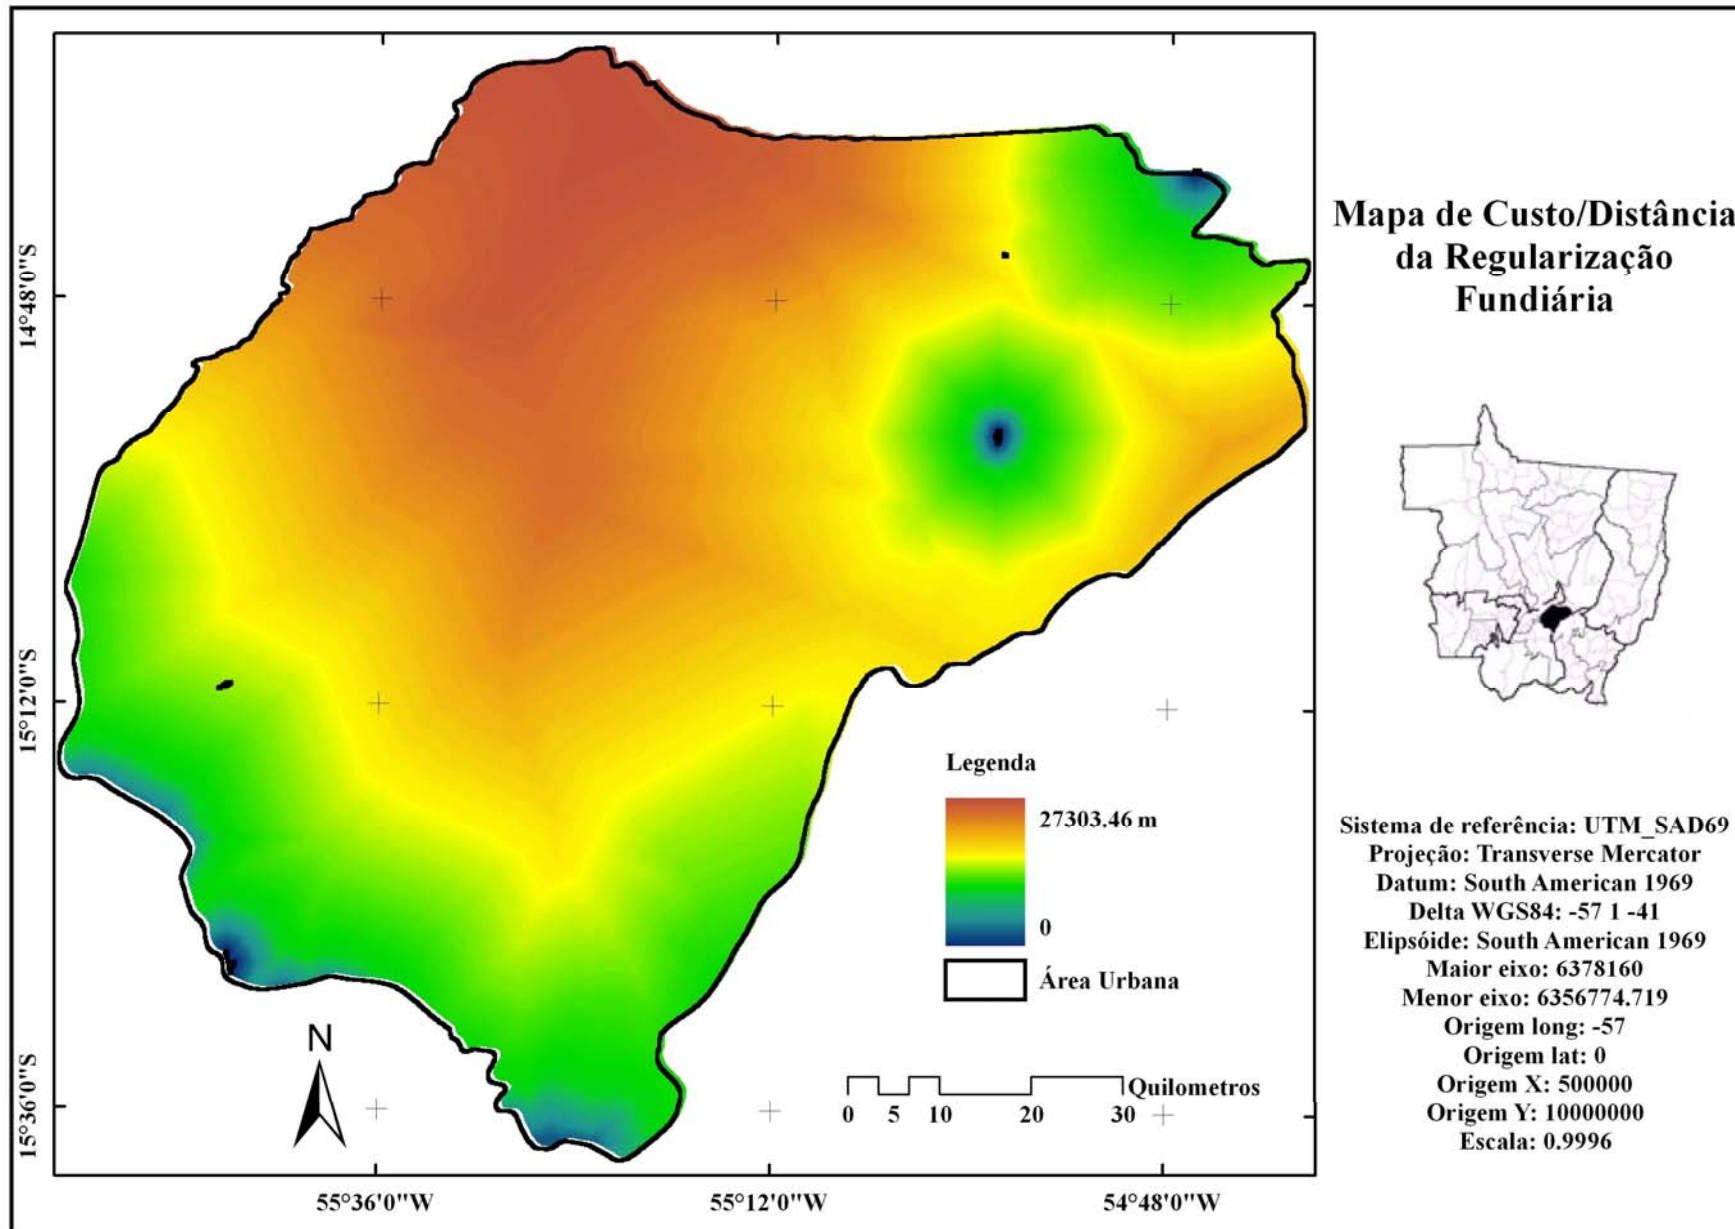 Mapa de Custo/Distância
da Regularização
Fundiária
14°48'0"S
15°12'0"S
15°36'0"S
55°36'0"W
55°12'0"W
54°48'0"W
Legenda
27303.46 m
0
Área Urbana
N
Quilometros
0 5 10 20 30
Sistema de referência: UTM_SAD69
Projeção: Transverse Mercator
Datum: South American 1969
Delta WGS84: -57 1 -41
Elipsóide: South American 1969
Maior eixo: 6378160
Menor eixo: 6356774.719
Origem long: -57
Origem lat: 0
Origem X: 500000
Origem Y: 10000000
Escala: 0.9996